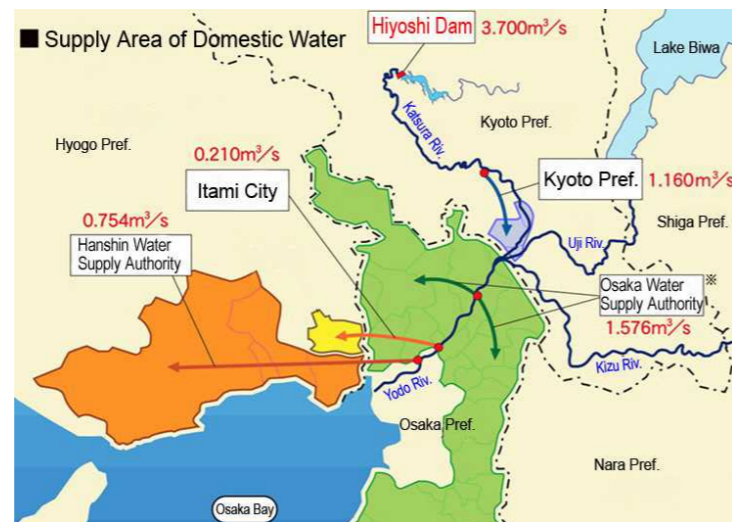 ■ Supply Area of Domestic Water
Hiyoshi Dam 3.700m³/s
Lake Biwa
Katsura Riv.
Kyoto Pref.
Hyogo Pref.
0.210m³/s
Itami City
Kyoto Pref. 1.160m³/s
0.754m³/s
Hanshin Water
Supply Authority
Shiga Pref.
Uji Riv.
Osaka Water ※
Supply Authority
1.576m³/s
Kizu Riv.
Yodo Riv.
Osaka Pref.
Nara Pref.
Osaka Bay